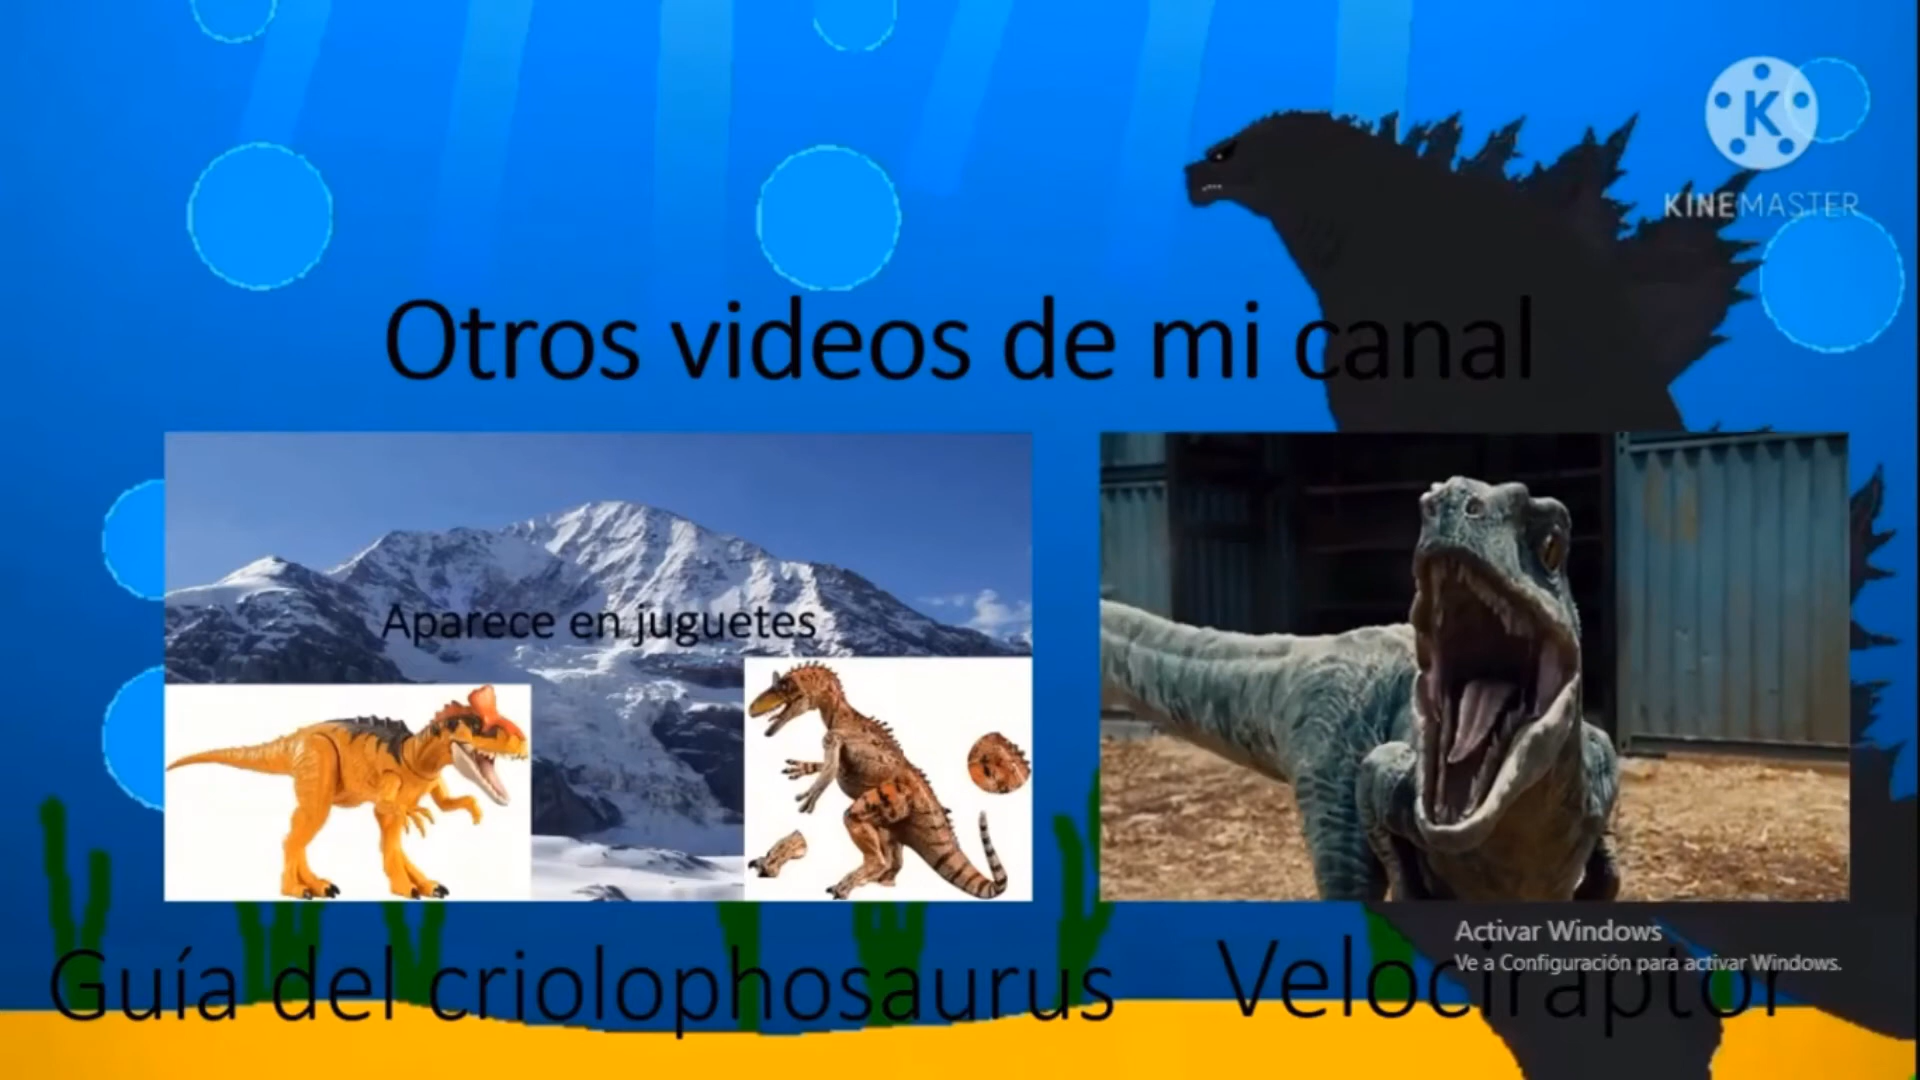 KINEMASTER
Otros videos de mi canal
Aparece en juguetes
Activar Windows
Ve a Configuración para activar Windows.
Guía del criolophosaurus
Velociraptor